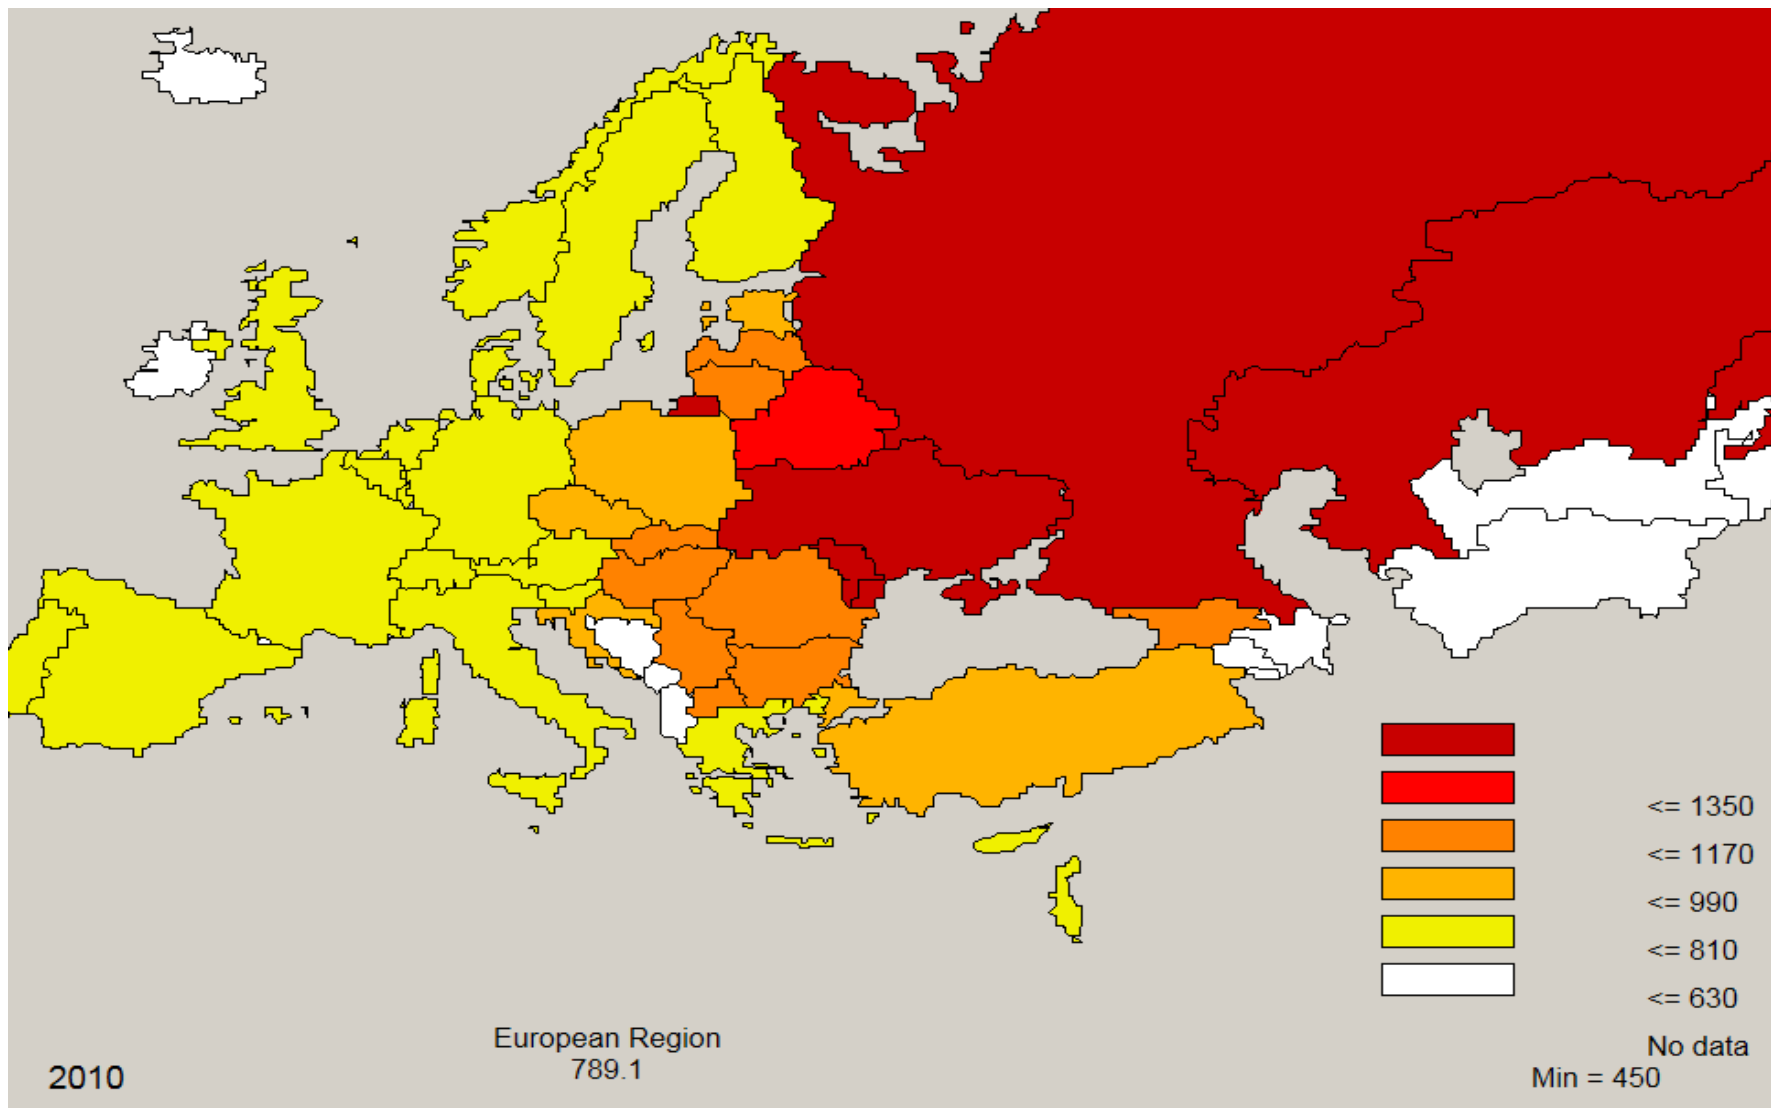 <= 1350
<= 1170
<= 990
<= 810
<= 630
No data
European Region
789.1
2010
Min = 450